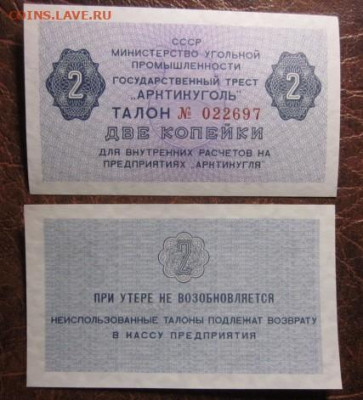 COINS.LAVE.RU
СССР
МИНИСТЕРСТВО УГОЛЬНОЙ
ПРОМЫШЛЕННОСТИ
ГОСУДАРСТВЕННЫЙ ТРЕСТ
„АРКТИКУГОЛЬ"
2 ТАЛОН № 022697 2
ДВЕ КОПЕЙКИ
ДЛЯ ВНУТРЕННИХ РАСЧЕТОВ НА
ПРЕДПРИЯТИЯХ „АРКТИКУГЛЯ"
2
ПРИ УТЕРЕ НЕ ВОЗОБНОВЛЯЕТСЯ
НЕИСПОЛЬЗОВАННЫЕ ТАЛОНЫ ПОДЛЕЖАТ ВОЗВРАТУ
В КАССУ ПРЕДПРИЯТИЯ